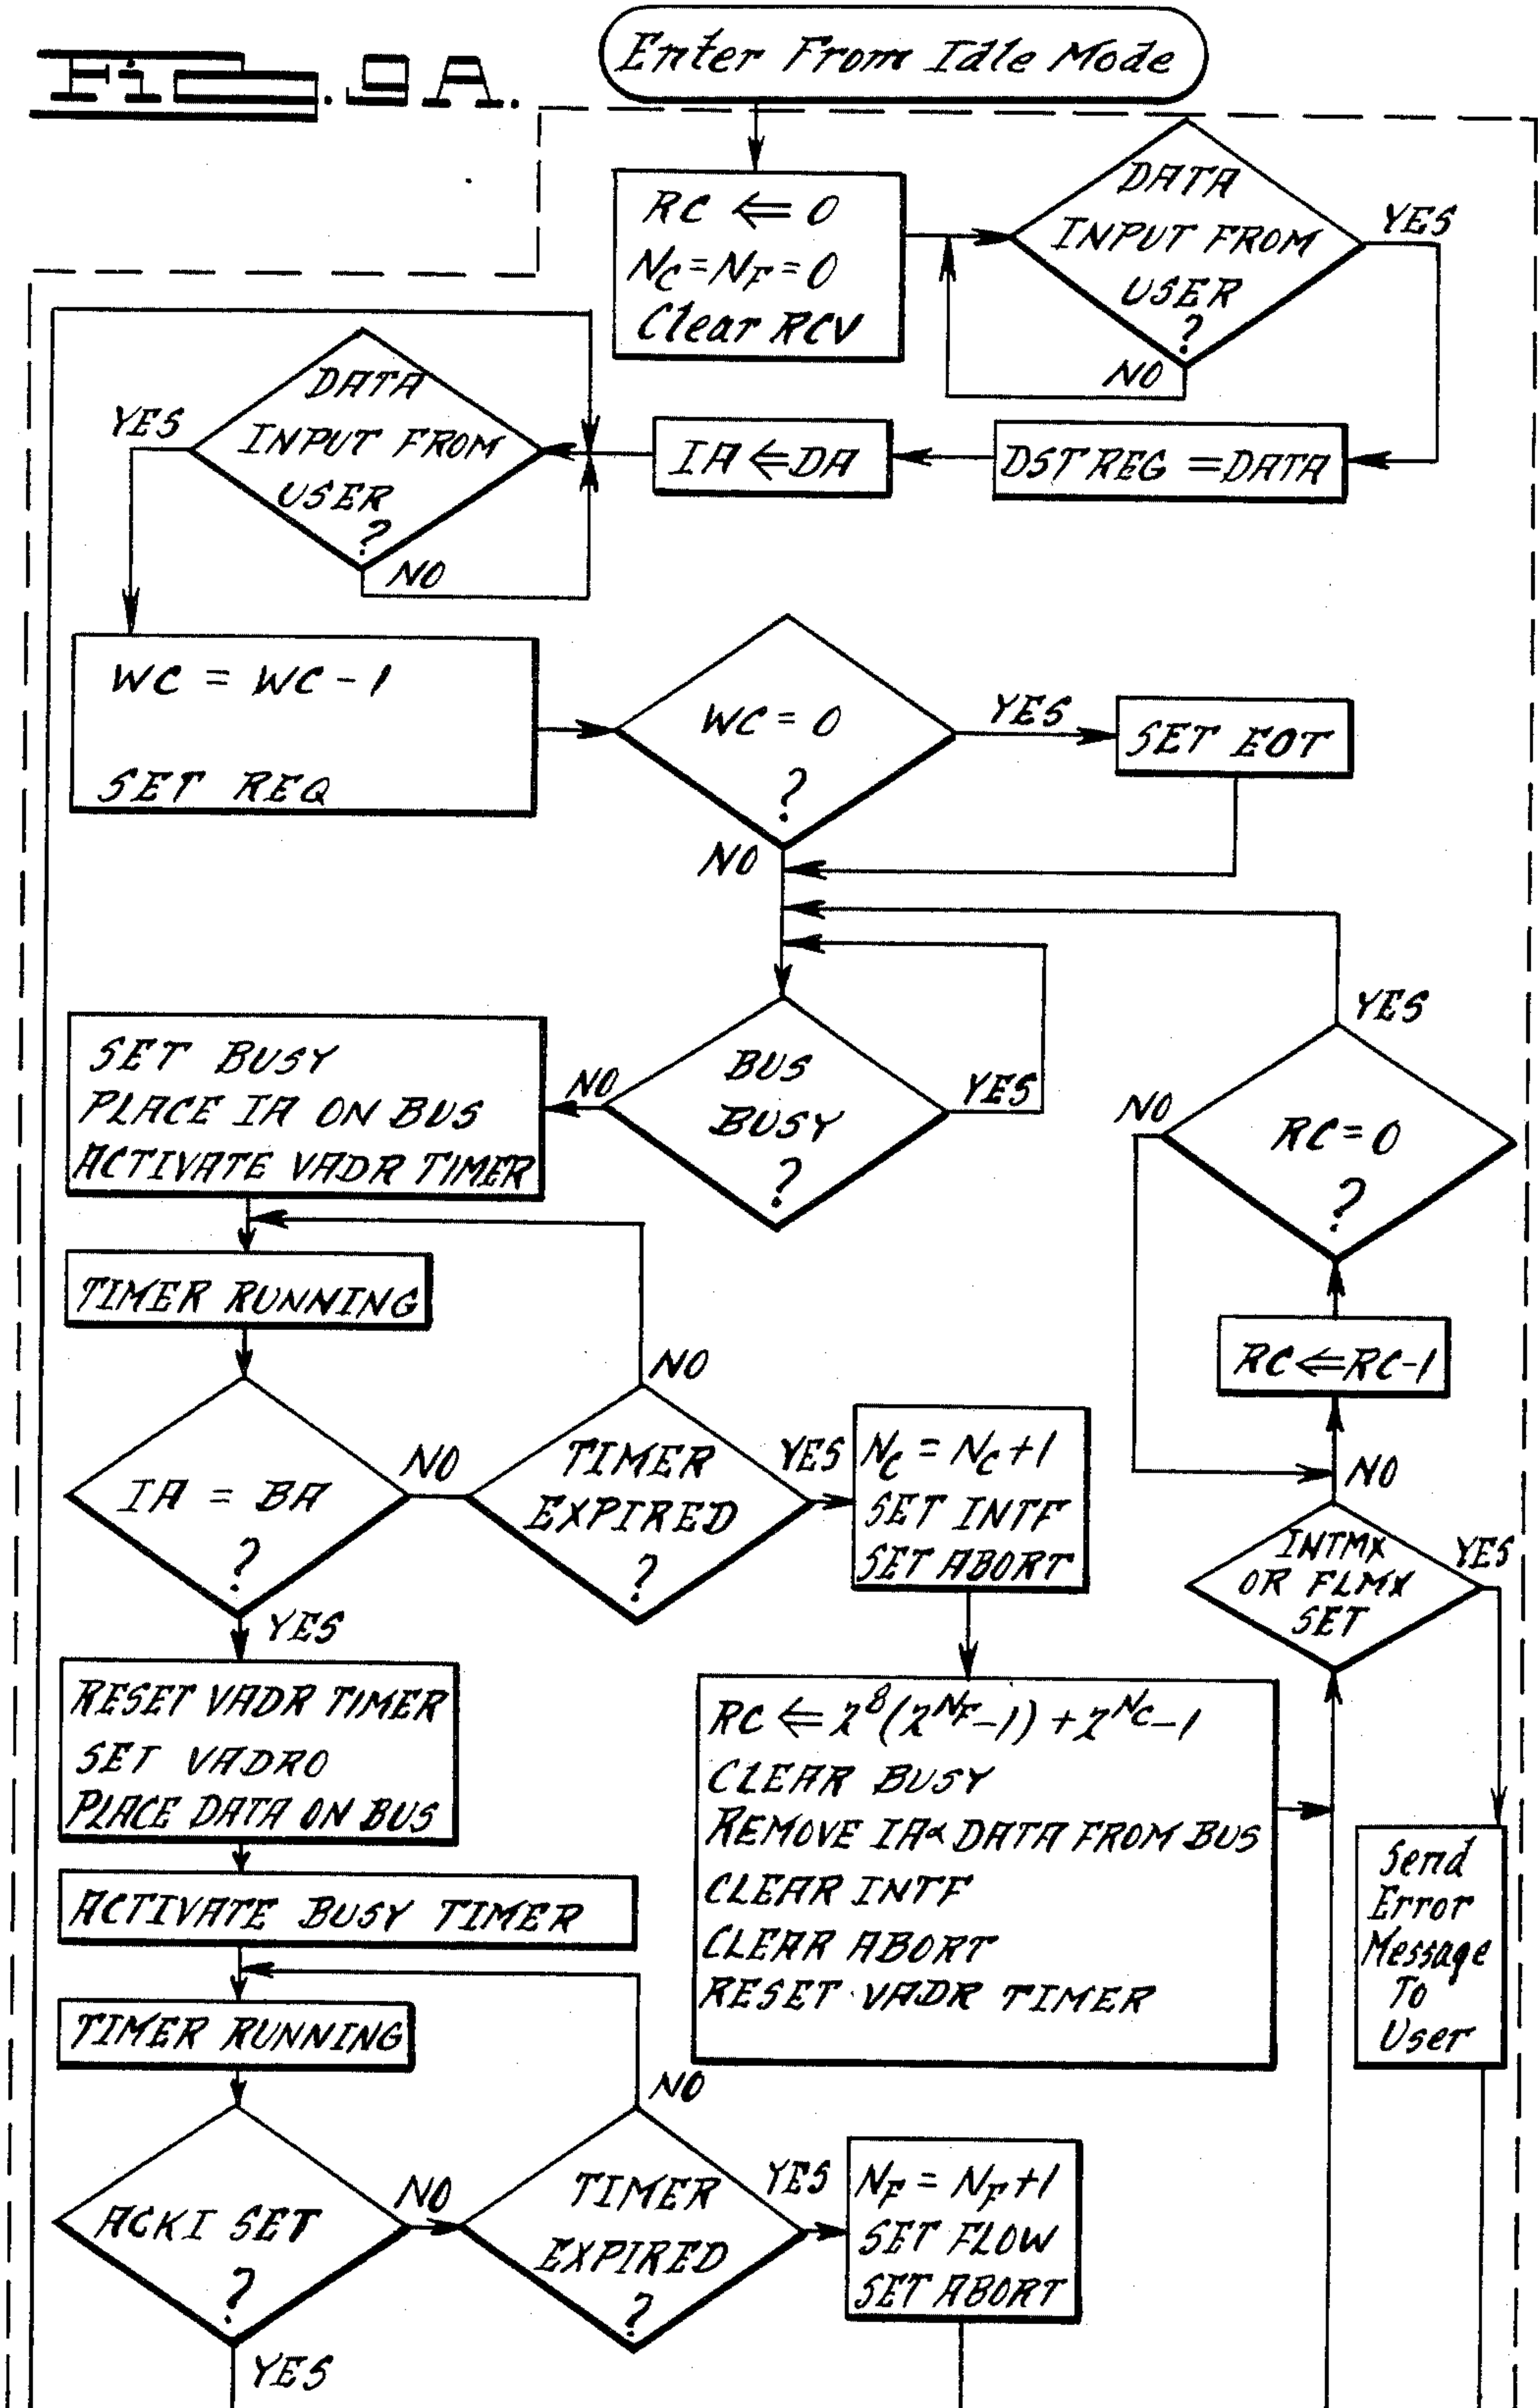 FIG. 9A.
Enter From Idle Mode
RC ⇐ 0
N_C = N_F = 0
Clear RCV
DATA
INPUT FROM
USER
?
YES
NO
DATA
INPUT FROM
USER
?
YES
NO
IA ⇐ DA
DST REG = DATA
WC = WC - 1
SET REQ
WC = 0
?
YES
SET EOT
NO
BUS
BUSY
?
YES
NO
SET BUSY
PLACE IA ON BUS
ACTIVATE VADR TIMER
YES
RC = 0
?
NO
TIMER RUNNING
RC ⇐ RC-1
NO
IA = BA
?
NO
YES
NO
TIMER
EXPIRED
?
YES
N_C = N_C + 1
SET INTF
SET ABORT
INTMX
OR FLMX
SET
YES
RESET VADR TIMER
SET VADRO
PLACE DATA ON BUS
RC ⇐ 2^8(2^N_F-1) + 2^N_C-1
CLEAR BUSY
REMOVE IA & DATA FROM BUS
CLEAR INTF
CLEAR ABORT
RESET VADR TIMER
Send
Error
Message
To
User
ACTIVATE BUSY TIMER
TIMER RUNNING
ACKI SET
?
NO
YES
NO
TIMER
EXPIRED
?
YES
N_F = N_F + 1
SET FLOW
SET ABORT